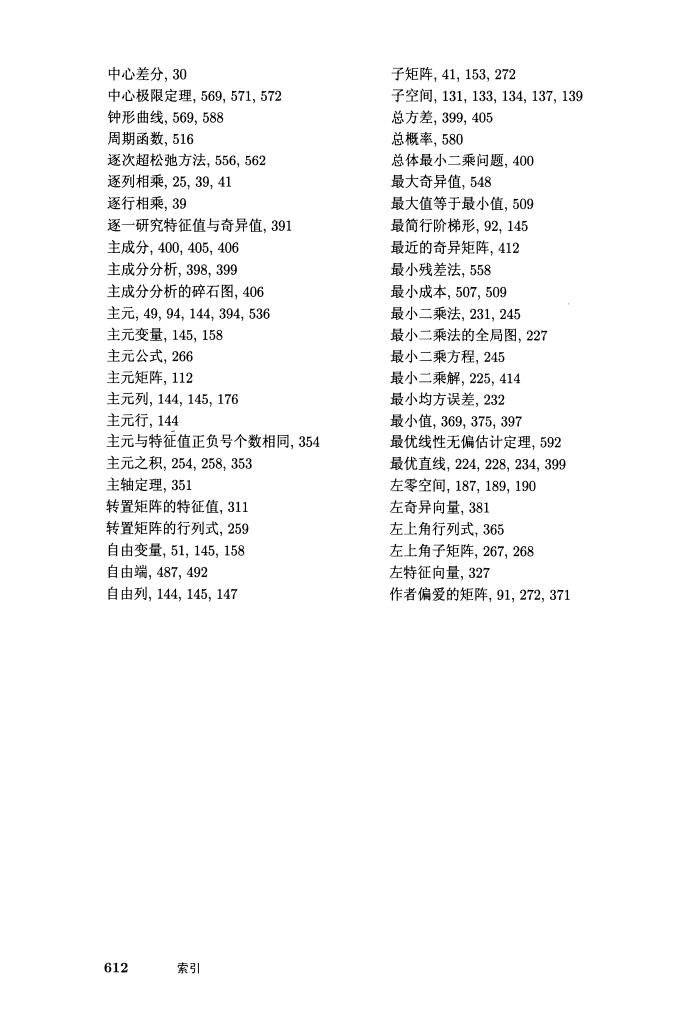 中心差分, 30
中心极限定理, 569, 571, 572
钟形曲线, 569, 588
周期函数, 516
逐次超松弛方法, 556, 562
逐列相乘, 25, 39, 41
逐行相乘, 39
逐一研究特征值与奇异值, 391
主成分, 400, 405, 406
主成分分析, 398, 399
主成分分析的碎石图, 406
主元, 49, 94, 144, 394, 536
主元变量, 145, 158
主元公式, 266
主元矩阵, 112
主元列, 144, 145, 176
主元行, 144
主元与特征值正负号个数相同, 354
主元之积, 254, 258, 353
主轴定理, 351
转置矩阵的特征值, 311
转置矩阵的行列式, 259
自由变量, 51, 145, 158
自由端, 487, 492
自由列, 144, 145, 147
子矩阵, 41, 153, 272
子空间, 131, 133, 134, 137, 139
总方差, 399, 405
总概率, 580
总体最小二乘问题, 400
最大奇异值, 548
最大值等于最小值, 509
最简行阶梯形, 92, 145
最近的奇异矩阵, 412
最小残差法, 558
最小成本, 507, 509
最小二乘法, 231, 245
最小二乘法的全局图, 227
最小二乘方程, 245
最小二乘解, 225, 414
最小均方误差, 232
最小值, 369, 375, 397
最优线性无偏估计定理, 592
最优直线, 224, 228, 234, 399
左零空间, 187, 189, 190
左奇异向量, 381
左上角行列式, 365
左上角子矩阵, 267, 268
左特征向量, 327
作者偏爱的矩阵, 91, 272, 371
612 索引